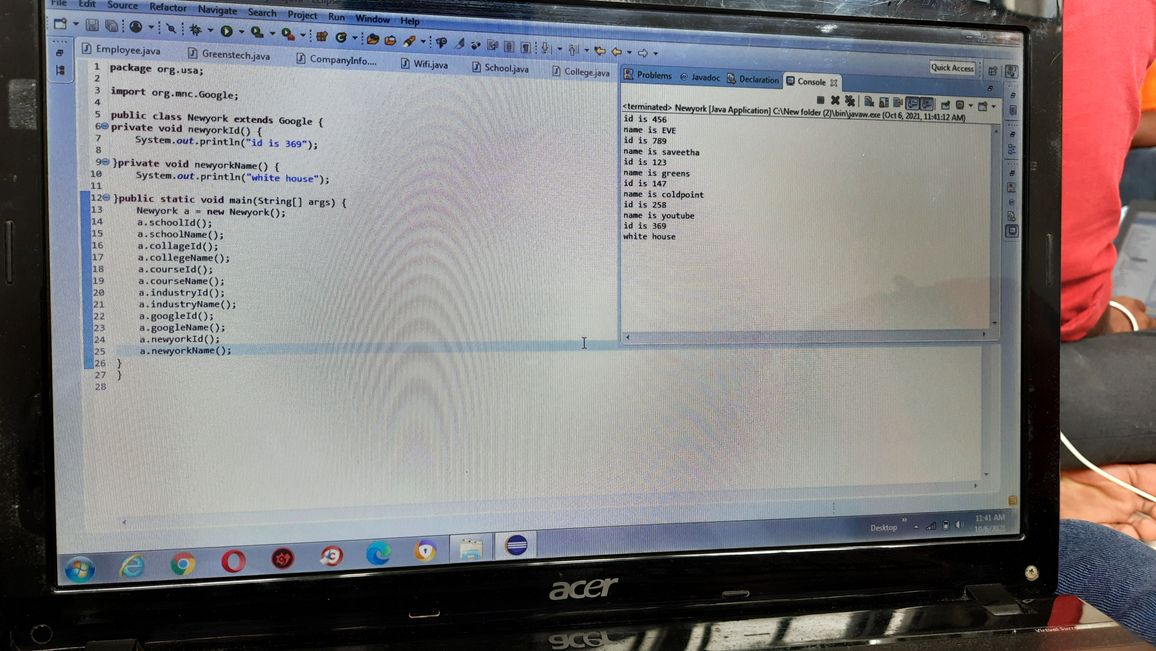 File Edit Source Refactor Navigate Search Project Run Window Help
Quick Access
Employee.java Greenstech.java CompanyInfo.... Wifi.java School.java College.java
1 package org.usa;
2
3 import org.mnc.Google;
4
5 public class Newyork extends Google {
6 private void newyorkId() {
7 System.out.println("id is 369");
8
9 }private void newyorkName() {
10 System.out.println("white house");
11
12 }public static void main(String[] args) {
13 Newyork a = new Newyork();
14 a.schoolId();
15 a.schoolName();
16 a.collageId();
17 a.collegeName();
18 a.courseId();
19 a.courseName();
20 a.industryId();
21 a.industryName();
22 a.googleId();
23 a.googleName();
24 a.newyorkId();
25 a.newyorkName();
26 }
27 }
28
Problems @ Javadoc Declaration Console
<terminated> Newyork [Java Application] C:\New folder (2)\bin\javaw.exe (Oct 6, 2021, 11:41:12 AM)
id is 456
name is EVE
id is 789
name is saveetha
id is 123
name is greens
id is 147
name is coldpoint
id is 258
name is youtube
id is 369
white house
Desktop
11:41 AM
acer